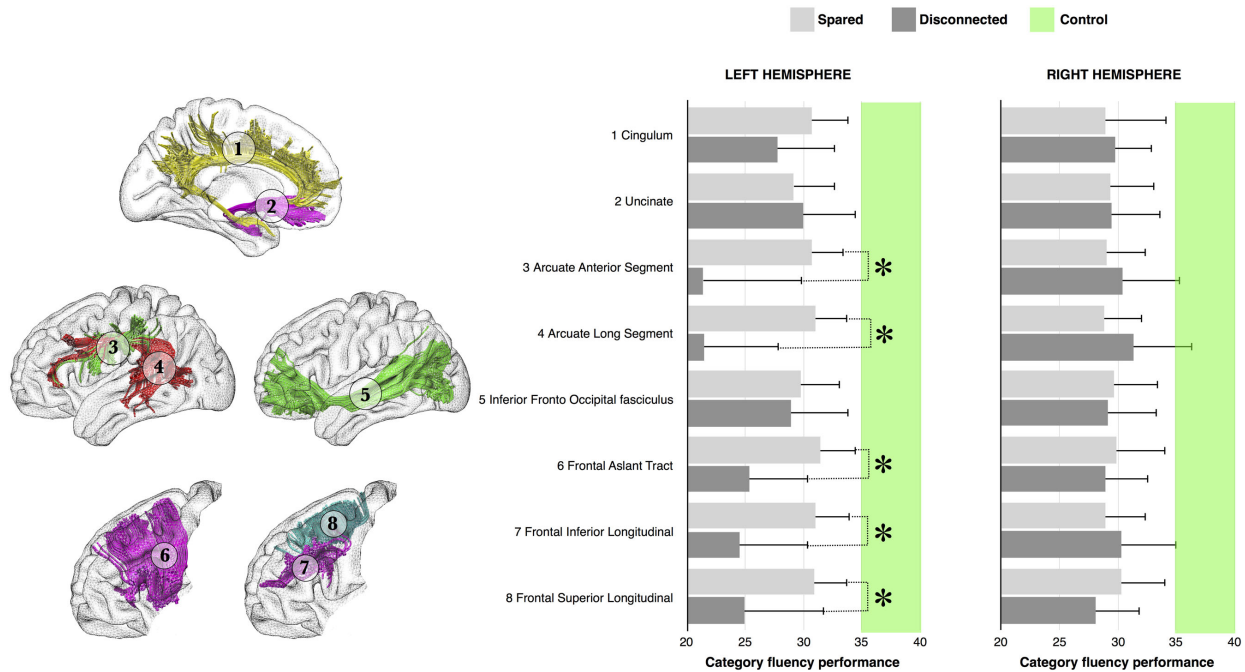 Spared Disconnected Control
LEFT HEMISPHERE RIGHT HEMISPHERE
1 Cingulum
2 Uncinate
3 Arcuate Anterior Segment
*
4 Arcuate Long Segment
*
5 Inferior Fronto Occipital fasciculus
6 Frontal Aslant Tract
*
7 Frontal Inferior Longitudinal
*
8 Frontal Superior Longitudinal
*
20 25 30 35 40 20 25 30 35 40
Category fluency performance Category fluency performance
1
2
3
4
5
6
8
7